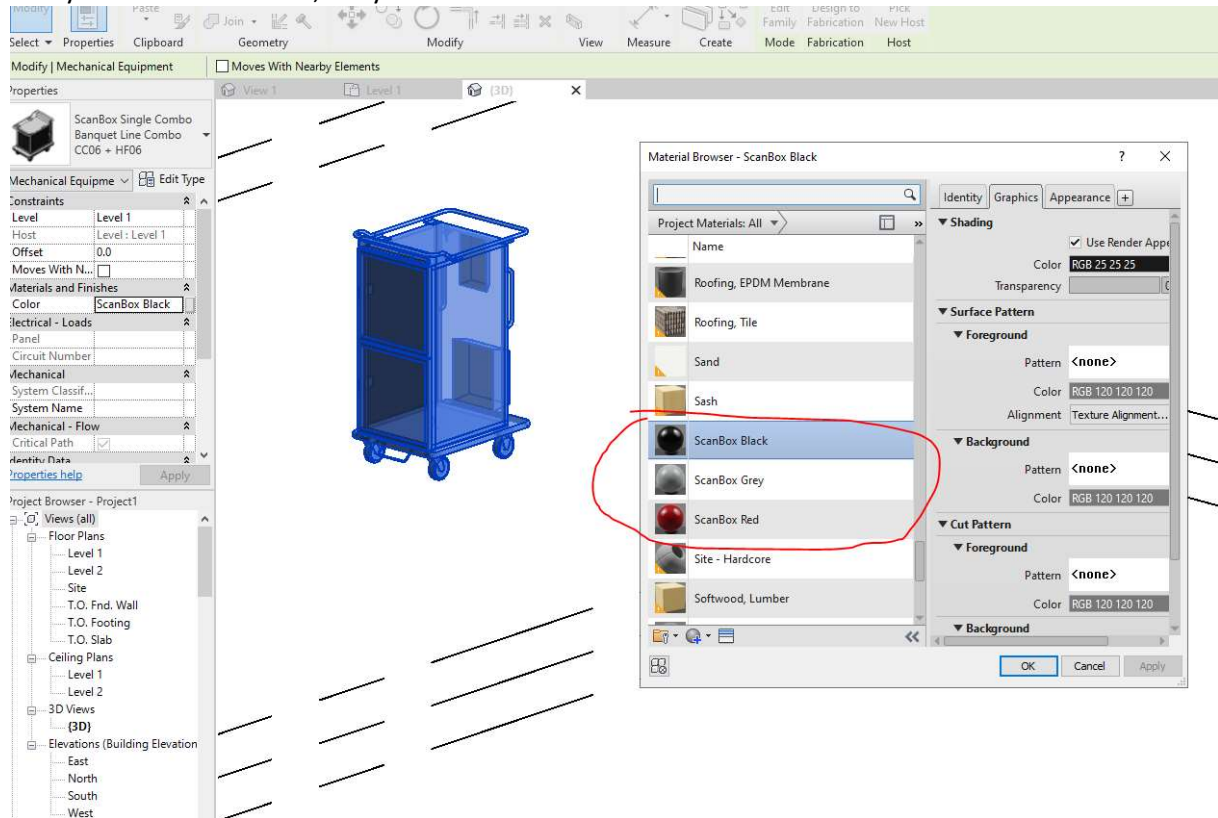 Modify
Paste
Join
Edit Family
Design to Fabrication
Pick New Host
Select
Properties
Clipboard
Geometry
Modify
View
Measure
Create
Mode
Fabrication
Host
Modify | Mechanical Equipment
Moves With Nearby Elements
Properties
View 1
Level 1
{3D}
ScanBox Single Combo
Banquet Line Combo
CC06 + HF06
Mechanical Equipme
Edit Type
Constraints
Level Level 1
Host Level : Level 1
Offset 0.0
Moves With N...
Materials and Finishes
Color ScanBox Black
Electrical - Loads
Panel
Circuit Number
Mechanical
System Classif...
System Name
Mechanical - Flow
Critical Path
Identity Data
Properties help
Apply
Project Browser - Project1
Views (all)
Floor Plans
Level 1
Level 2
Site
T.O. Fnd. Wall
T.O. Footing
T.O. Slab
Ceiling Plans
Level 1
Level 2
3D Views
{3D}
Elevations (Building Elevation
East
North
South
West
Material Browser - ScanBox Black
? X
Project Materials: All
Name
Roofing, EPDM Membrane
Roofing, Tile
Sand
Sash
ScanBox Black
ScanBox Grey
ScanBox Red
Site - Hardcore
Softwood, Lumber
Identity
Graphics
Appearance
+
Shading
Use Render Appe
Color RGB 25 25 25
Transparency
Surface Pattern
Foreground
Pattern <none>
Color RGB 120 120 120
Alignment Texture Alignment...
Background
Pattern <none>
Color RGB 120 120 120
Cut Pattern
Foreground
Pattern <none>
Color RGB 120 120 120
Background
OK
Cancel
Apply